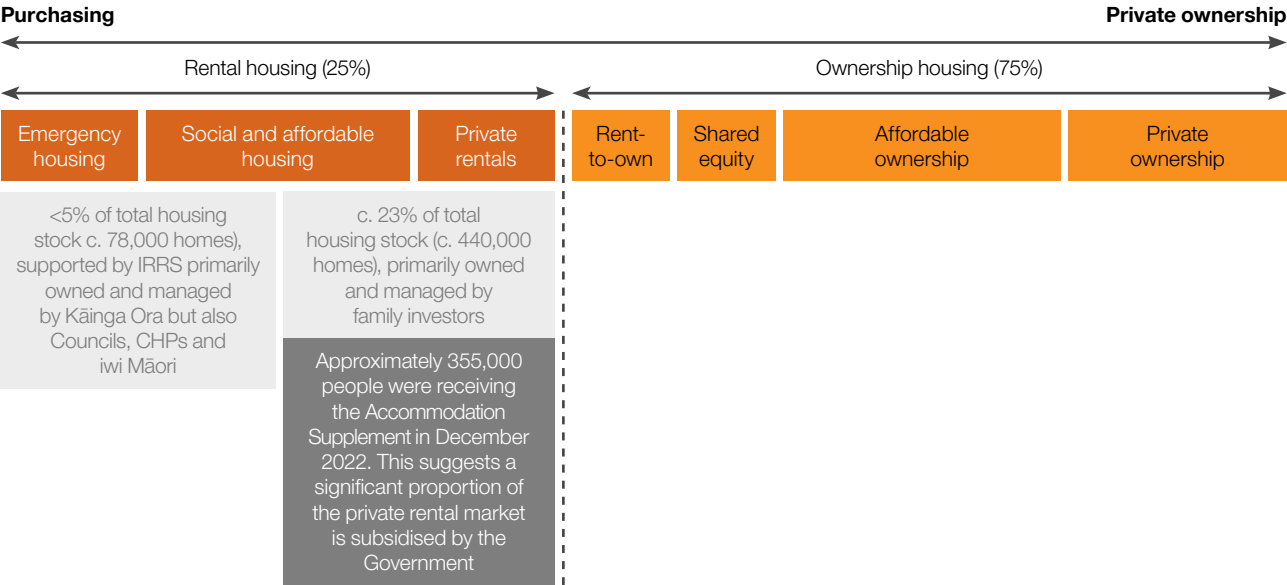 Purchasing
Private ownership
Rental housing (25%)
Ownership housing (75%)
Emergency
housing
Social and affordable
housing
Private
rentals
Rent-
to-own
Shared
equity
Affordable
ownership
Private
ownership
<5% of total housing
stock c. 78,000 homes),
supported by IRRS primarily
owned and managed
by Kāinga Ora but also
Councils, CHPs and
iwi Māori
c. 23% of total
housing stock (c. 440,000
homes), primarily owned
and managed by
family investors
Approximately 355,000
people were receiving
the Accommodation
Supplement in December
2022. This suggests a
significant proportion of
the private rental market
is subsidised by the
Government